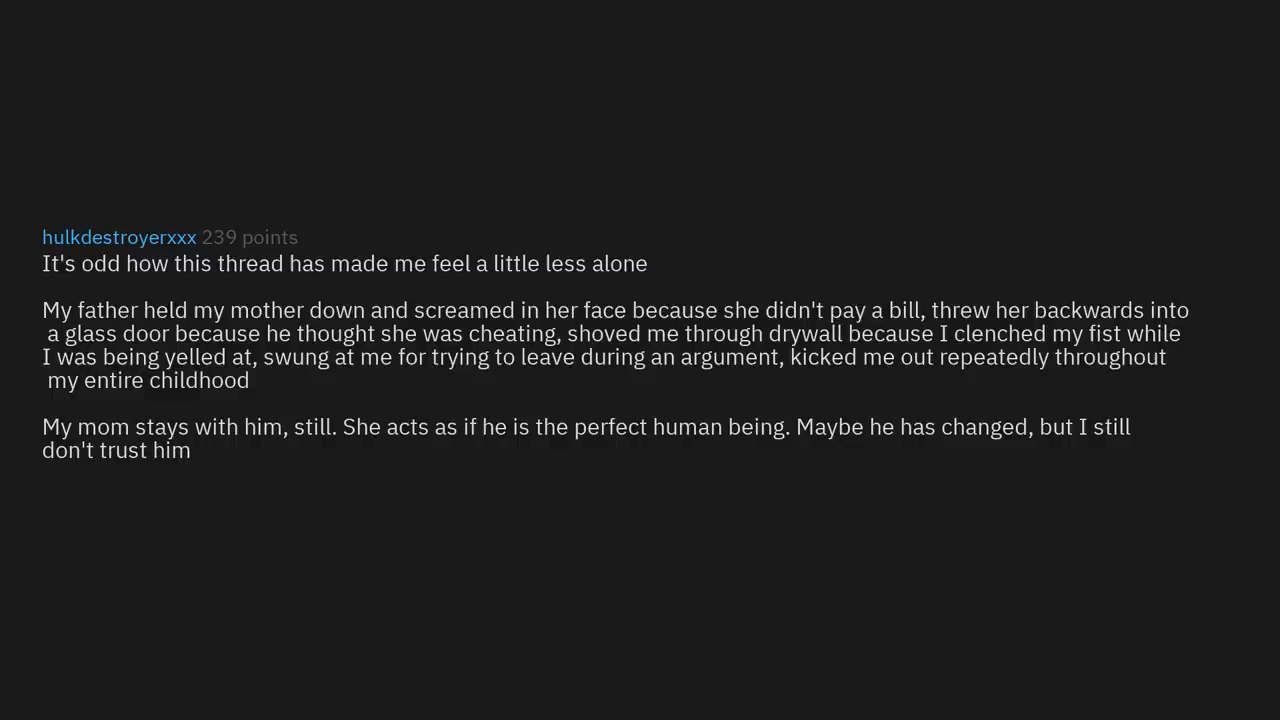 hulkdestroyerxxx 239 points
It's odd how this thread has made me feel a little less alone
My father held my mother down and screamed in her face because she didn't pay a bill, threw her backwards into
a glass door because he thought she was cheating, shoved me through drywall because I clenched my fist while
I was being yelled at, swung at me for trying to leave during an argument, kicked me out repeatedly throughout
my entire childhood
My mom stays with him, still. She acts as if he is the perfect human being. Maybe he has changed, but I still
don't trust him